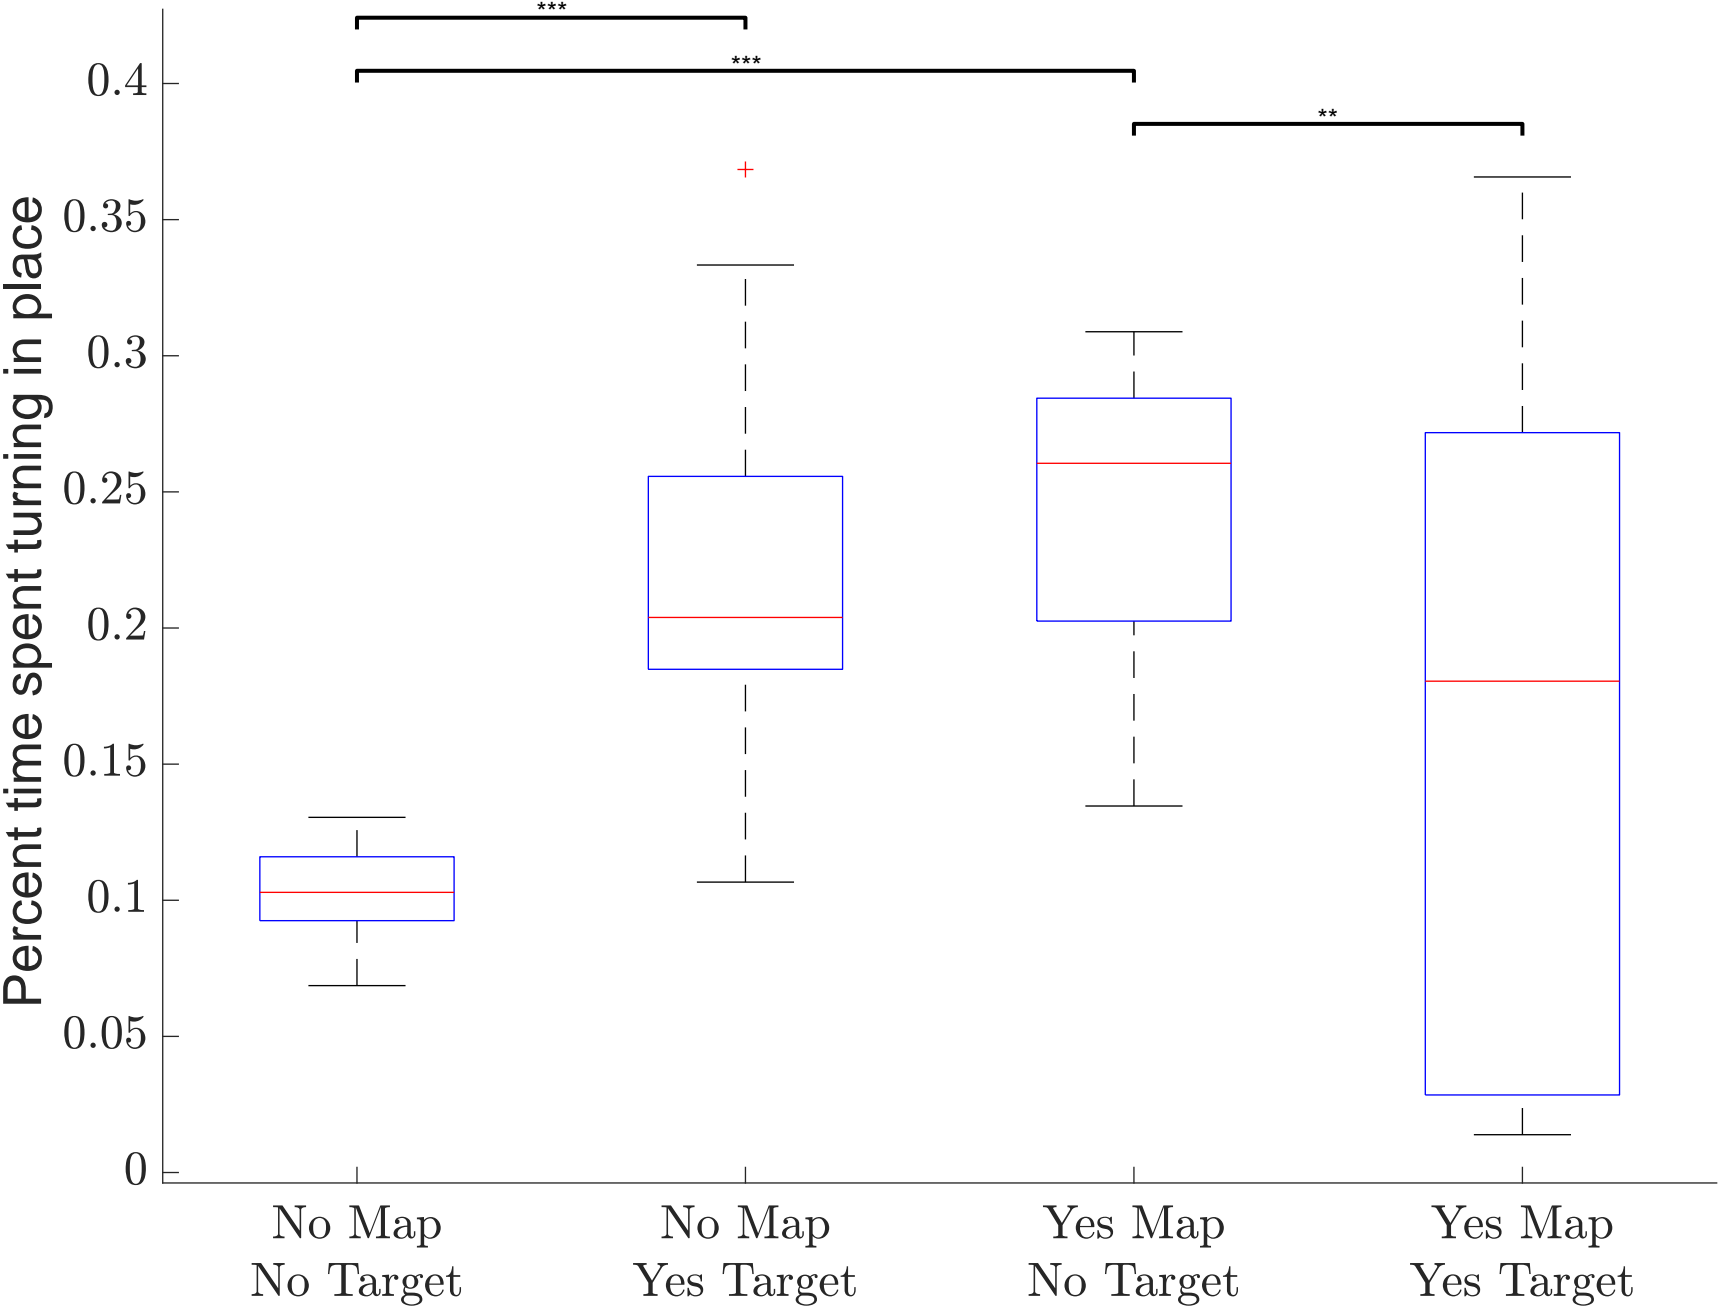 ***
***
**
Percent time spent turning in place
0.4
0.35
0.3
0.25
0.2
0.15
0.1
0.05
0
No Map
No Target
No Map
Yes Target
Yes Map
No Target
Yes Map
Yes Target